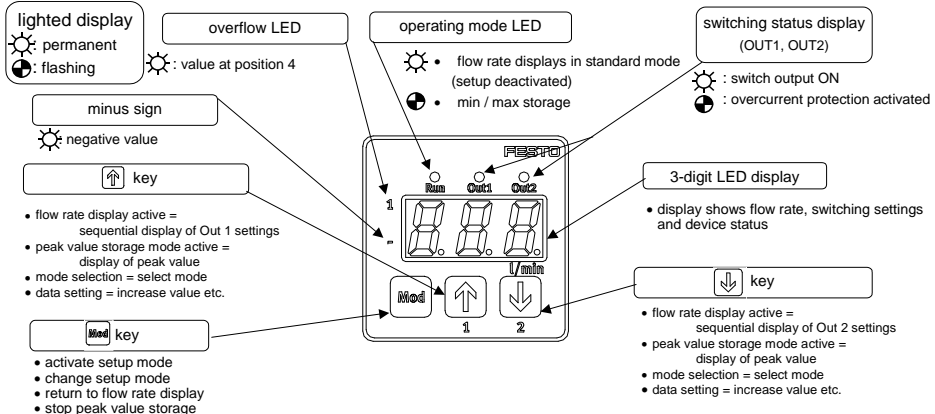 lighted display
: permanent
: flashing
overflow LED
: value at position 4
operating mode LED
• flow rate displays in standard mode
(setup deactivated)
• min / max storage
switching status display
(OUT1, OUT2)
: switch output ON
: overcurrent protection activated
minus sign
: negative value
key
• flow rate display active =
sequential display of Out 1 settings
• peak value storage mode active =
display of peak value
• mode selection = select mode
• data setting = increase value etc.
Mod key
• activate setup mode
• change setup mode
• return to flow rate display
• stop peak value storage
FESTO
Run Out1 Out2
1
-
8.8.8.
l/min
Mod
1 2
3-digit LED display
• display shows flow rate, switching settings
and device status
key
• flow rate display active =
sequential display of Out 2 settings
• peak value storage mode active =
display of peak value
• mode selection = select mode
• data setting = increase value etc.